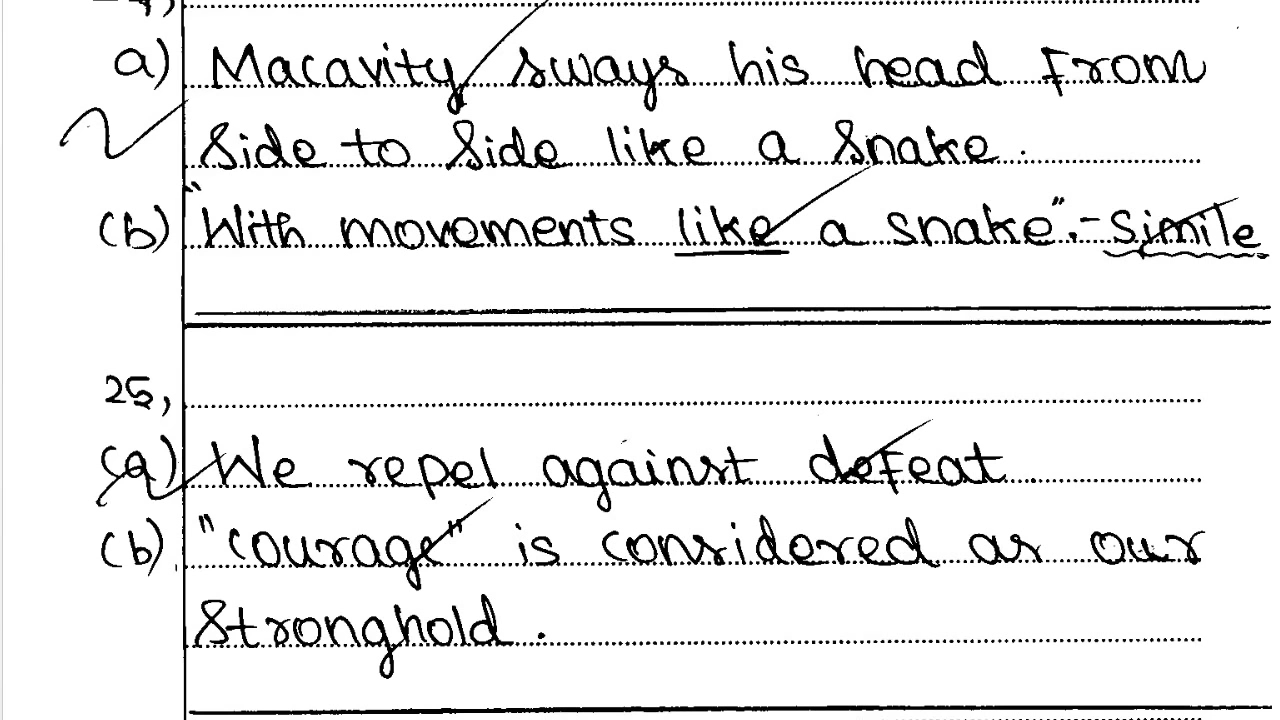 a) Macavity sways his head from
side to side like a snake.
(b) "With movements like a snake".-Simile
25,
(a) We repel against defeat.
(b). "courage" is considered as our
Stronghold.